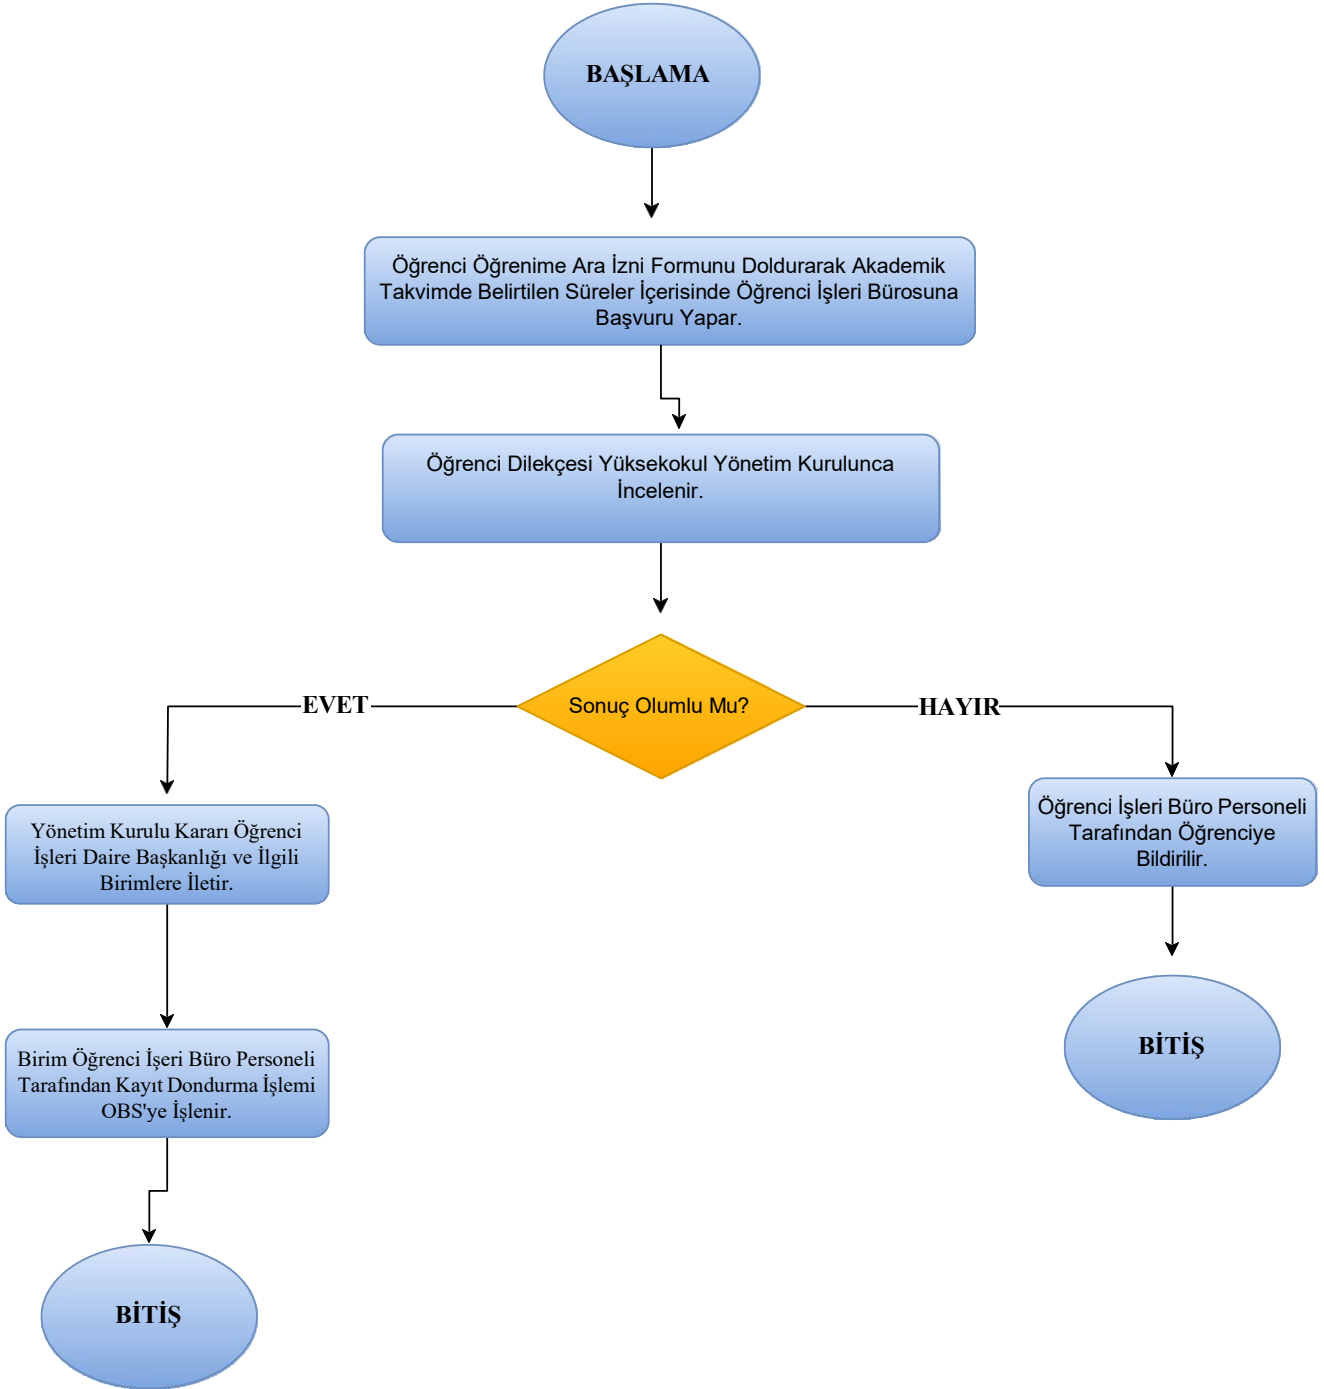 BAŞLAMA
Öğrenci Öğrenime Ara İzni Formunu Doldurarak Akademik
Takvimde Belirtilen Süreler İçerisinde Öğrenci İşleri Bürosuna
Başvuru Yapar.
Öğrenci Dilekçesi Yüksekokul Yönetim Kurulunca
İncelenir.
Sonuç Olumlu Mu?
EVET
HAYIR
Yönetim Kurulu Kararı Öğrenci
İşleri Daire Başkanlığı ve İlgili
Birimlere İletir.
Öğrenci İşleri Büro Personeli
Tarafından Öğrenciye
Bildirilir.
Birim Öğrenci İşeri Büro Personeli
Tarafından Kayıt Dondurma İşlemi
OBS'ye İşlenir.
BİTİŞ
BİTİŞ